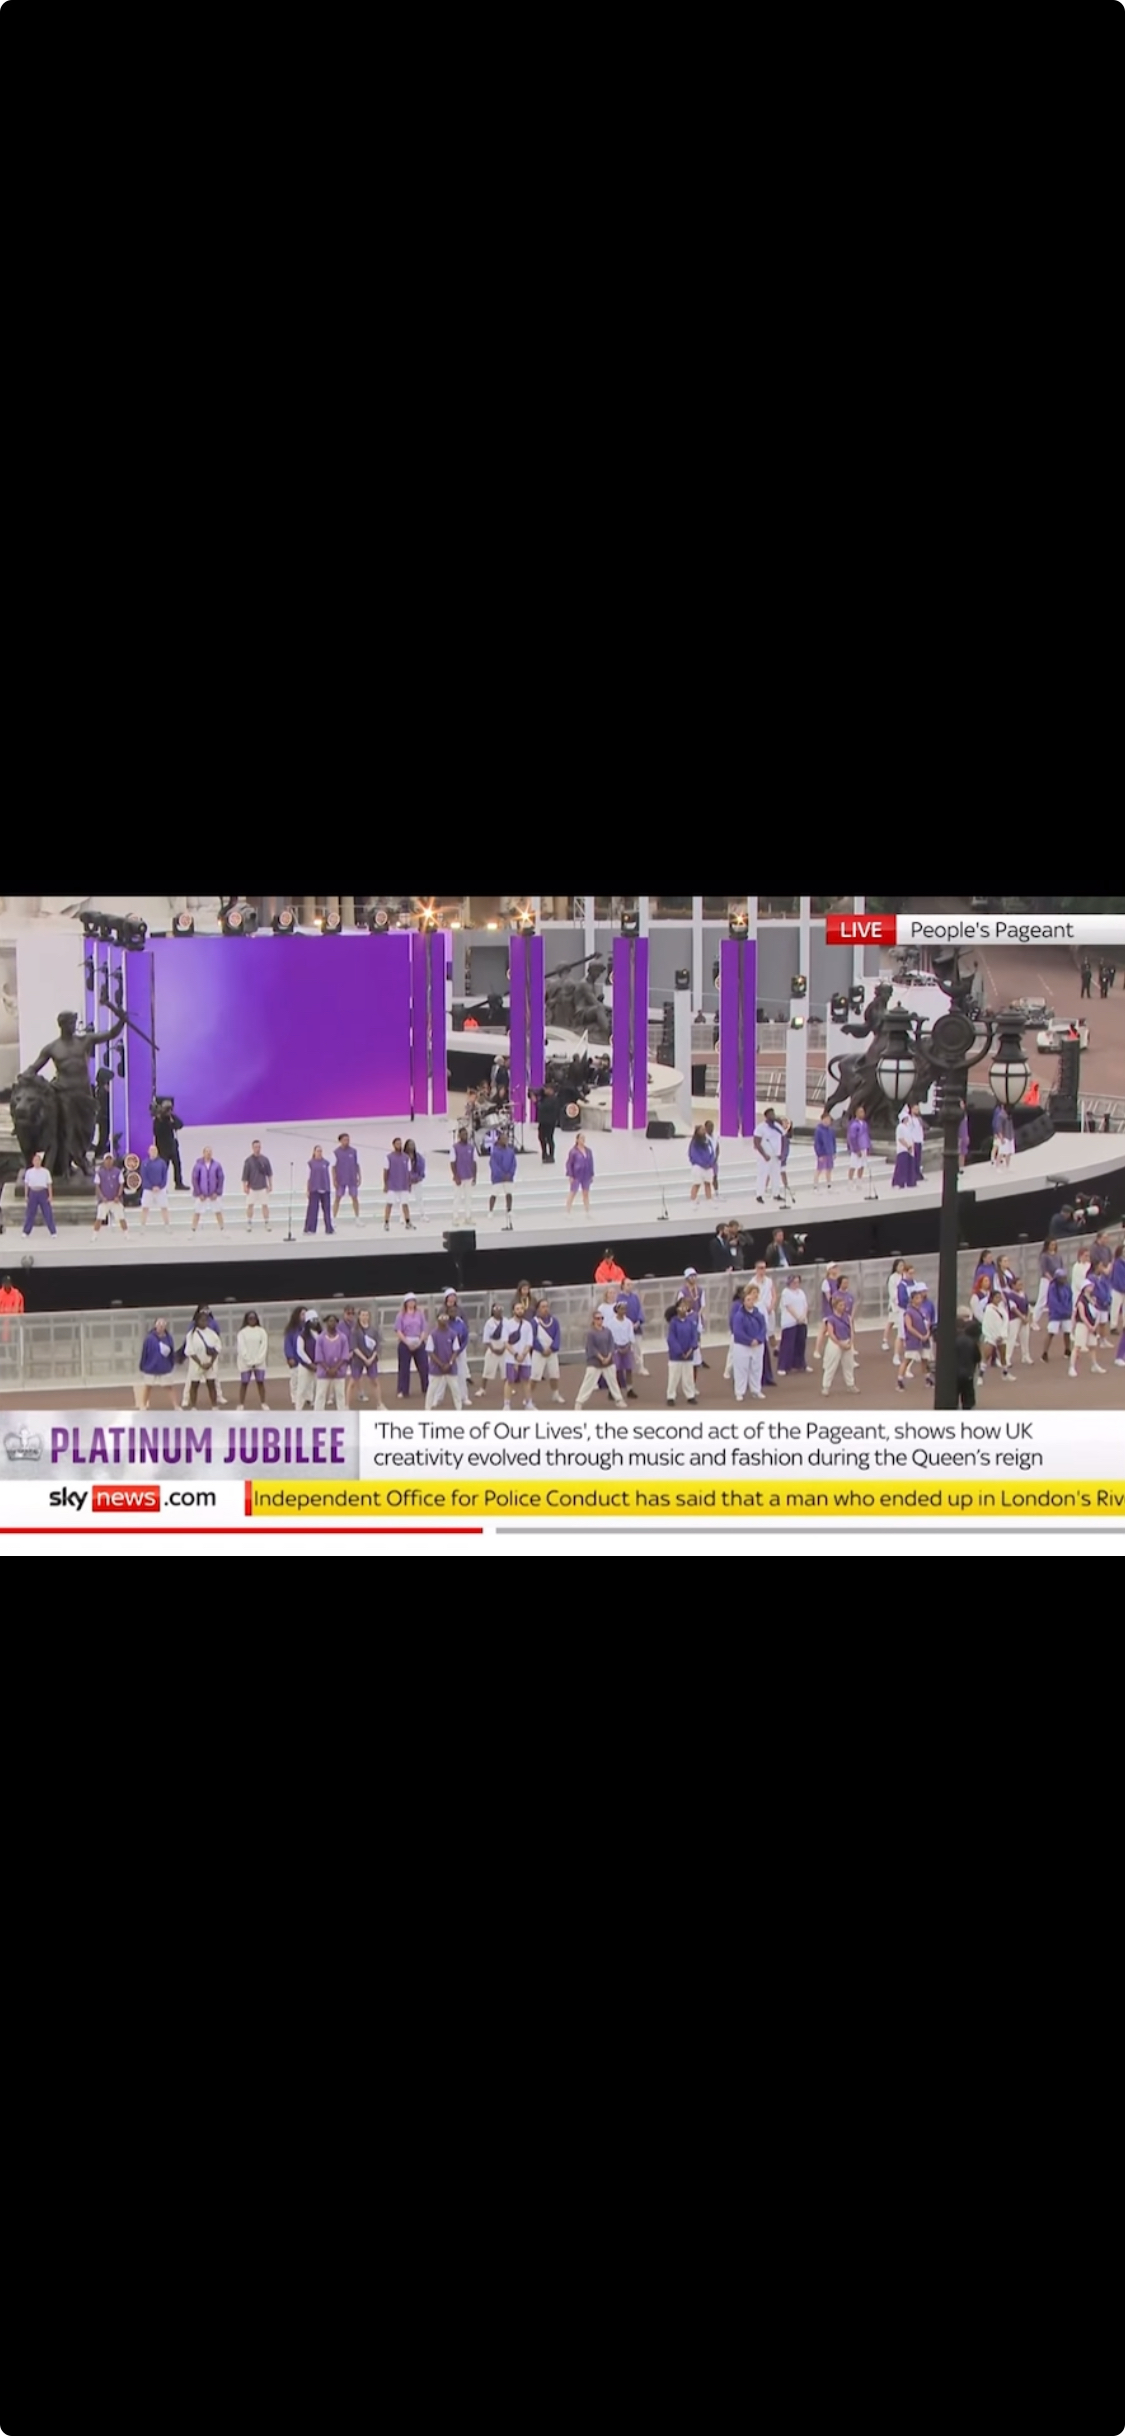 LIVE People's Pageant
PLATINUM JUBILEE
'The Time of Our Lives', the second act of the Pageant, shows how UK
creativity evolved through music and fashion during the Queen's reign
sky news .com
Independent Office for Police Conduct has said that a man who ended up in London's Riv